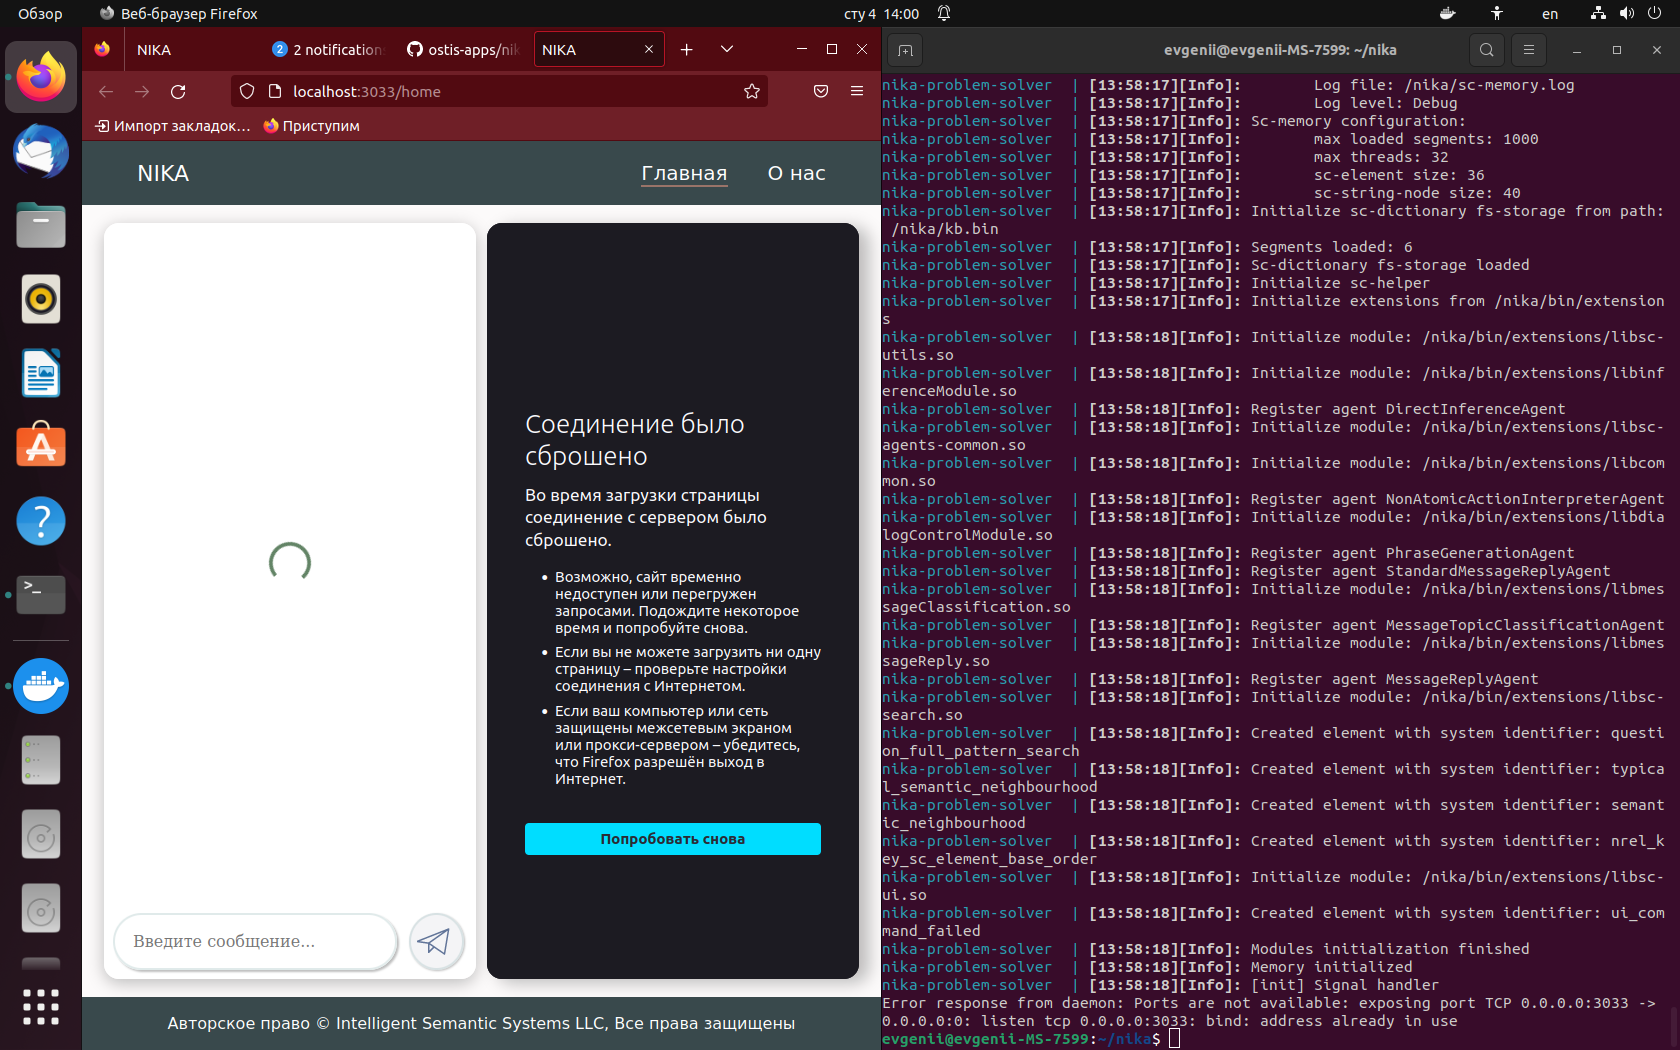 Обзор
Веб-браузер Firefox
сту 4 14:00
en
NIKA
2 notification
ostis-apps/nik
NIKA
localhost:3033/home
Импорт закладок…
Приступим
NIKA
Главная
О нас
Соединение было
сброшено
Во время загрузки страницы
соединение с сервером было
сброшено.
• Возможно, сайт временно
недоступен или перегружен
запросами. Подождите некоторое
время и попробуйте снова.
• Если вы не можете загрузить ни одну
страницу – проверьте настройки
соединения с Интернетом.
• Если ваш компьютер или сеть
защищены межсетевым экраном
или прокси-сервером – убедитесь,
что Firefox разрешён выход в
Интернет.
Попробовать снова
Введите сообщение...
Авторское право © Intelligent Semantic Systems LLC, Все права защищены
evgenii@evgenii-MS-7599: ~/nika
nika-problem-solver | [13:58:17][Info]: Log file: /nika/sc-memory.log
nika-problem-solver | [13:58:17][Info]: Log level: Debug
nika-problem-solver | [13:58:17][Info]: Sc-memory configuration:
nika-problem-solver | [13:58:17][Info]: max loaded segments: 1000
nika-problem-solver | [13:58:17][Info]: max threads: 32
nika-problem-solver | [13:58:17][Info]: sc-element size: 36
nika-problem-solver | [13:58:17][Info]: sc-string-node size: 40
nika-problem-solver | [13:58:17][Info]: Initialize sc-dictionary fs-storage from path:
/nika/kb.bin
nika-problem-solver | [13:58:17][Info]: Segments loaded: 6
nika-problem-solver | [13:58:17][Info]: Sc-dictionary fs-storage loaded
nika-problem-solver | [13:58:17][Info]: Initialize sc-helper
nika-problem-solver | [13:58:17][Info]: Initialize extensions from /nika/bin/extension
s
nika-problem-solver | [13:58:18][Info]: Initialize module: /nika/bin/extensions/libsc-
utils.so
nika-problem-solver | [13:58:18][Info]: Initialize module: /nika/bin/extensions/libinf
erenceModule.so
nika-problem-solver | [13:58:18][Info]: Register agent DirectInferenceAgent
nika-problem-solver | [13:58:18][Info]: Initialize module: /nika/bin/extensions/libsc-
agents-common.so
nika-problem-solver | [13:58:18][Info]: Initialize module: /nika/bin/extensions/libcom
mon.so
nika-problem-solver | [13:58:18][Info]: Register agent NonAtomicActionInterpreterAgent
nika-problem-solver | [13:58:18][Info]: Initialize module: /nika/bin/extensions/libdia
logControlModule.so
nika-problem-solver | [13:58:18][Info]: Register agent PhraseGenerationAgent
nika-problem-solver | [13:58:18][Info]: Register agent StandardMessageReplyAgent
nika-problem-solver | [13:58:18][Info]: Initialize module: /nika/bin/extensions/libmes
sageClassification.so
nika-problem-solver | [13:58:18][Info]: Register agent MessageTopicClassificationAgent
nika-problem-solver | [13:58:18][Info]: Initialize module: /nika/bin/extensions/libmes
sageReply.so
nika-problem-solver | [13:58:18][Info]: Register agent MessageReplyAgent
nika-problem-solver | [13:58:18][Info]: Initialize module: /nika/bin/extensions/libsc-
search.so
nika-problem-solver | [13:58:18][Info]: Created element with system identifier: questi
on_full_pattern_search
nika-problem-solver | [13:58:18][Info]: Created element with system identifier: typica
l_semantic_neighbourhood
nika-problem-solver | [13:58:18][Info]: Created element with system identifier: semant
ic_neighbourhood
nika-problem-solver | [13:58:18][Info]: Created element with system identifier: nrel_k
ey_sc_element_base_order
nika-problem-solver | [13:58:18][Info]: Initialize module: /nika/bin/extensions/libsc-
ui.so
nika-problem-solver | [13:58:18][Info]: Created element with system identifier: ui_com
mand_failed
nika-problem-solver | [13:58:18][Info]: Modules initialization finished
nika-problem-solver | [13:58:18][Info]: Memory initialized
nika-problem-solver | [13:58:18][Info]: [init] Signal handler
Error response from daemon: Ports are not available: exposing port TCP 0.0.0.0:3033 ->
0.0.0.0:0: listen tcp 0.0.0.0:3033: bind: address already in use
evgenii@evgenii-MS-7599:~/nika$